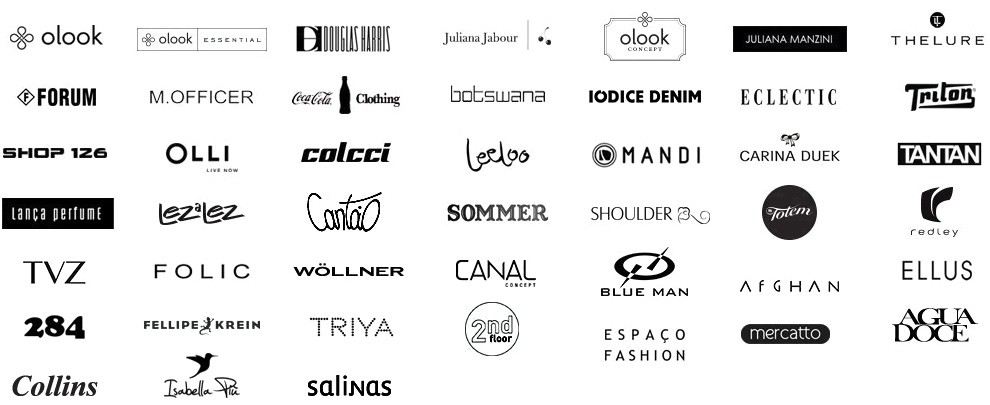 olook
olook ESSENTIAL
DOUGLAS HARRIS
Juliana Jabour
olook
CONCEPT
JULIANA MANZINI
THELURE
FORUM
M.OFFICER
Coca-Cola Clothing
botswana
IÓDICE DENIM
ECLECTIC
Triton
SHOP 126
OLLI
LIVE NOW
colcci
Leeloo
MANDI
CARINA DUEK
TANTAN
Lança perfume
Lez a Lez
Cantão
SOMMER
SHOULDER
Totem
redley
TVZ
FOLIC
WÖLLNER
CANAL
CONCEPT
BLUE MAN
AFGHAN
ELLUS
284
FELLIPE KREIN
TRIYA
2nd
floor
ESPAÇO
FASHION
mercatto
AGUA
DOCE
Collins
Isabella Piu
salinas